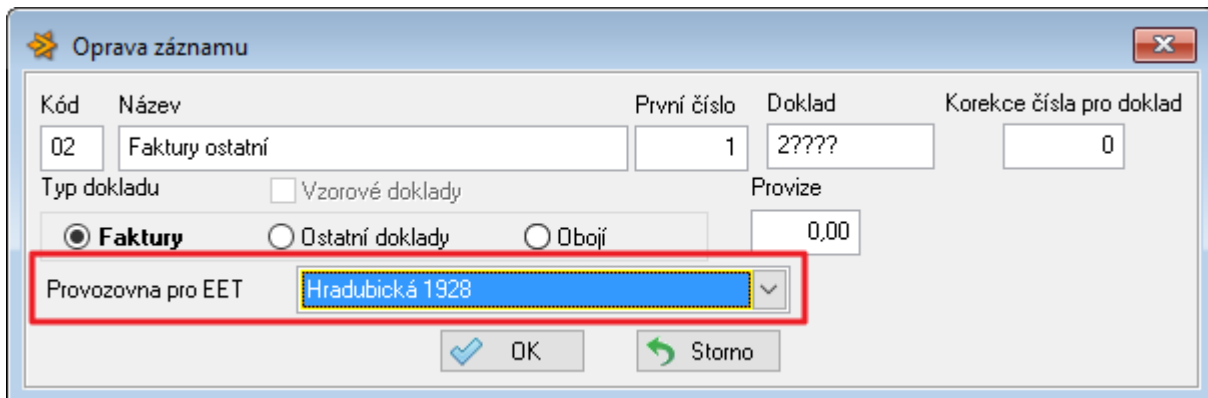 Oprava záznamu
Kód Název První číslo Doklad Korekce čísla pro doklad
02 Faktury ostatní 1 2???? 0
Typ dokladu Vzorové doklady Provize
Faktury Ostatní doklady Obojí 0,00
Provozovna pro EET Hradubická 1928
OK Storno